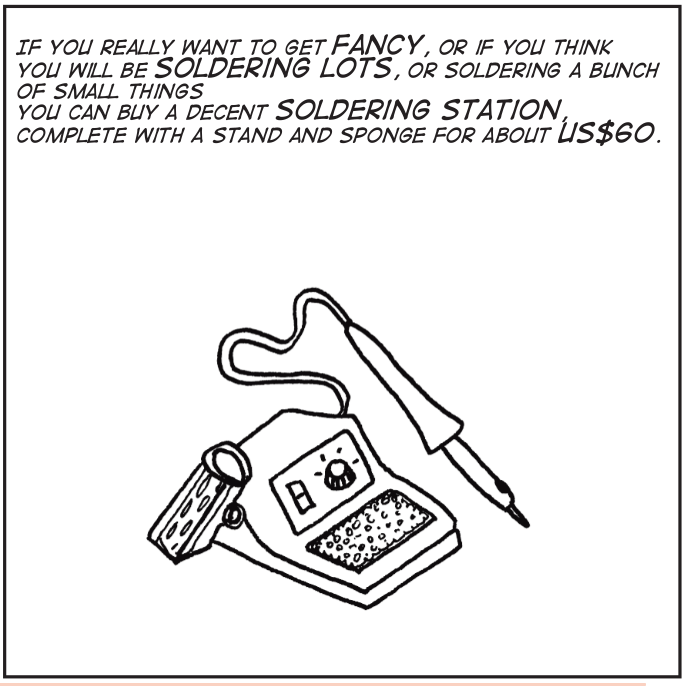 IF YOU REALLY WANT TO GET FANCY, OR IF YOU THINK
YOU WILL BE SOLDERING LOTS, OR SOLDERING A BUNCH
OF SMALL THINGS
YOU CAN BUY A DECENT SOLDERING STATION,
COMPLETE WITH A STAND AND SPONGE FOR ABOUT US$60.